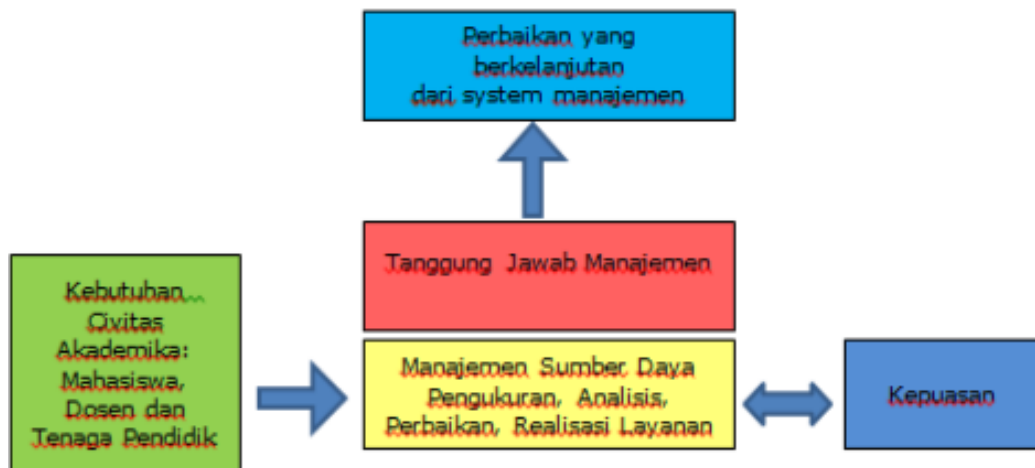 Perbaikan yang
berkelanjutan
dari system manajemen
Tanggung Jawab Manajemen
Kebutuhan
Civitas
Akademika:
Mahasiswa,
Dosen dan
Tenaga Pendidik
Manajemen Sumber Daya
Pengukuran, Analisis,
Perbaikan, Realisasi Layanan
Kepuasan